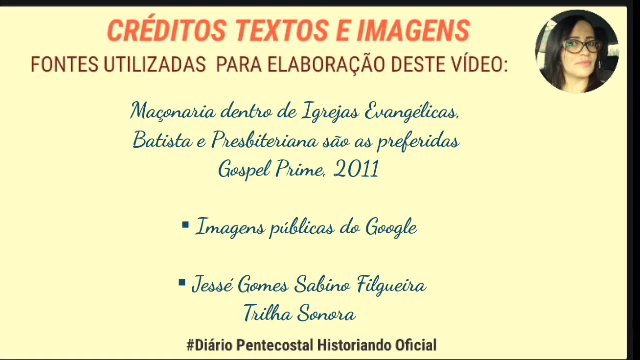 CRÉDITOS TEXTOS E IMAGENS
FONTES UTILIZADAS PARA ELABORAÇÃO DESTE VÍDEO:
Maçonaria dentro de Igrejas Evangélicas,
Batista e Presbiteriana são as preferidas
Gospel Prime, 2011
▪ Imagens públicas do Google
▪ Jessé Gomes Sabino Filgueira
Trilha Sonora
#Diário Pentecostal Historiando Oficial